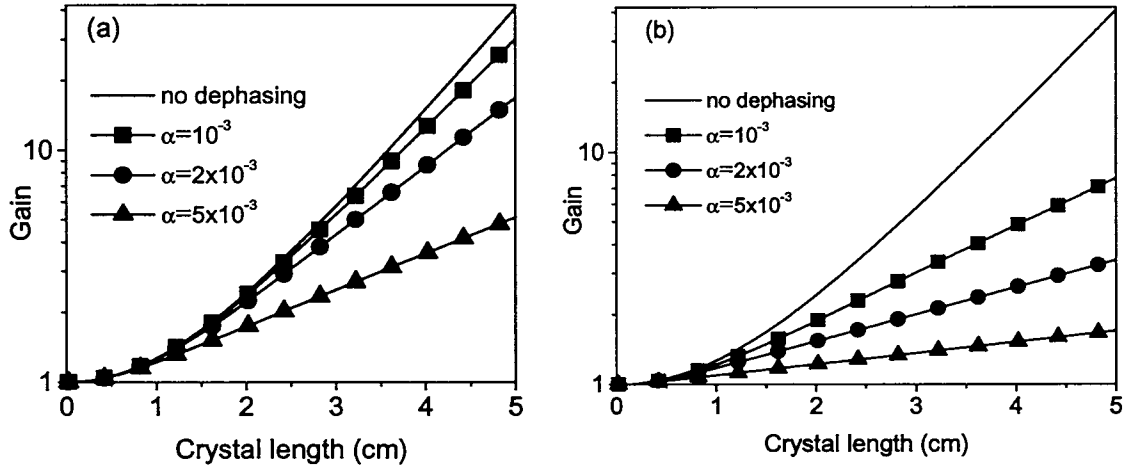 (a)
no dephasing
α=10⁻³
α=2x10⁻³
α=5x10⁻³
Gain
10
1
0 1 2 3 4 5
Crystal length (cm)
(b)
no dephasing
α=10⁻³
α=2x10⁻³
α=5x10⁻³
Gain
10
1
0 1 2 3 4 5
Crystal length (cm)